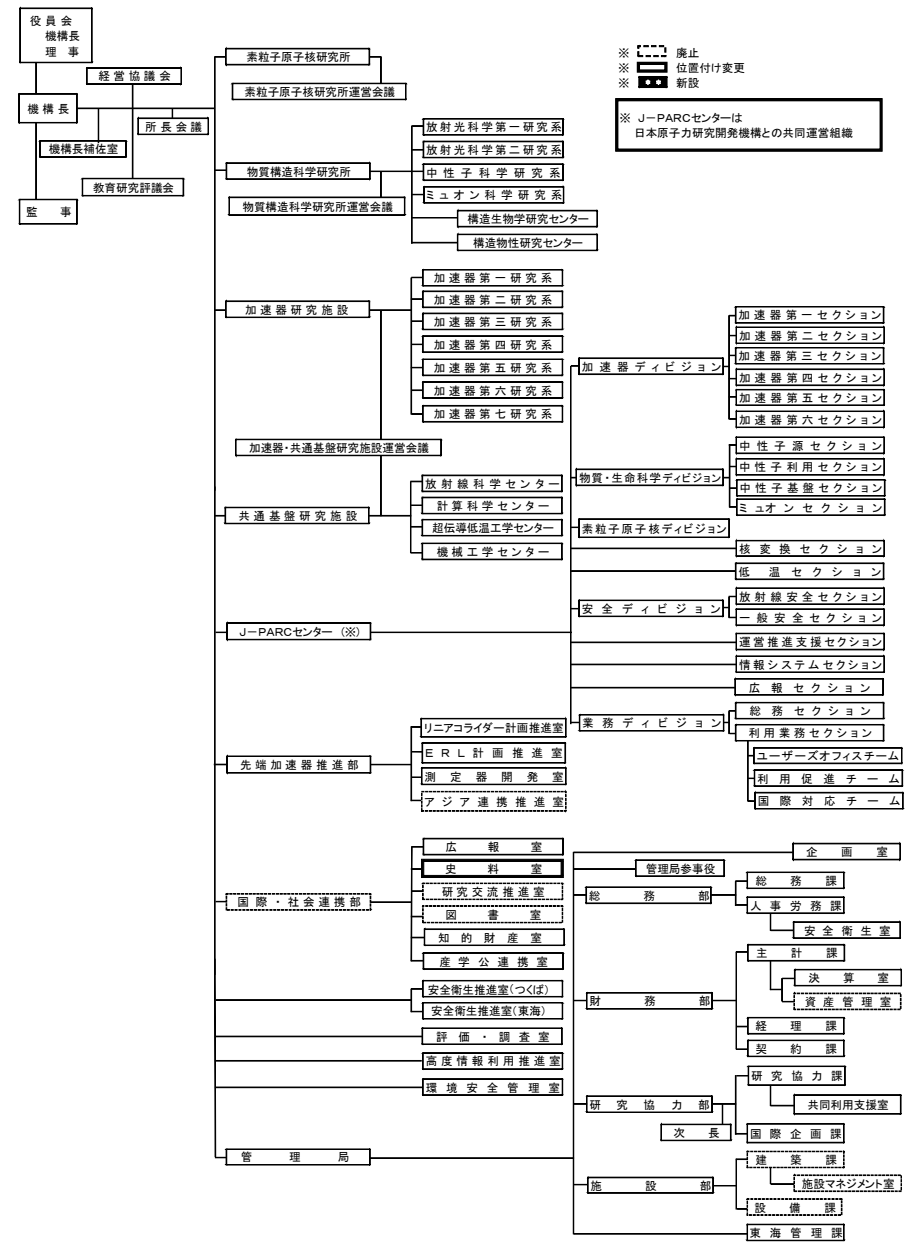 役員会
機構長
理事
経営協議会
機構長
所長会議
機構長補佐室
教育研究評議会
監事
※ 廃止
※ 位置付け変更
※ 新設
※ J－PARCセンターは
日本原子力研究開発機構との共同運営組織
素粒子原子核研究所
素粒子原子核研究所運営会議
物質構造科学研究所
物質構造科学研究所運営会議
放射光科学第一研究系
放射光科学第二研究系
中性子科学研究系
ミュオン科学研究系
構造生物学研究センター
構造物性研究センター
加速器研究施設
加速器第一研究系
加速器第二研究系
加速器第三研究系
加速器第四研究系
加速器第五研究系
加速器第六研究系
加速器第七研究系
加速器・共通基盤研究施設運営会議
共通基盤研究施設
放射線科学センター
計算科学センター
超伝導低温工学センター
機械工学センター
J－PARCセンター（※）
加速器ディビジョン
加速器第一セクション
加速器第二セクション
加速器第三セクション
加速器第四セクション
加速器第五セクション
加速器第六セクション
物質・生命科学ディビジョン
中性子源セクション
中性子利用セクション
中性子基盤セクション
ミュオンセクション
素粒子原子核ディビジョン
核変換セクション
低温セクション
安全ディビジョン
放射線安全セクション
一般安全セクション
運営推進支援セクション
情報システムセクション
広報セクション
業務ディビジョン
総務セクション
利用業務セクション
ユーザーズオフィスチーム
利用促進チーム
国際対応チーム
先端加速器推進部
リニアコライダー計画推進室
ERL計画推進室
測定器開発室
アジア連携推進室
国際・社会連携部
広報室
史料室
研究交流推進室
図書室
知的財産室
産学公連携室
安全衛生推進室(つくば)
安全衛生推進室(東海)
評価・調査室
高度情報利用推進室
環境安全管理室
管理局
企画室
管理局参事役
総務部
総務課
人事労務課
安全衛生室
財務部
主計課
決算室
資産管理室
経理課
契約課
研究協力部
次長
研究協力課
共同利用支援室
国際企画課
施設部
建築課
施設マネジメント室
設備課
東海管理課